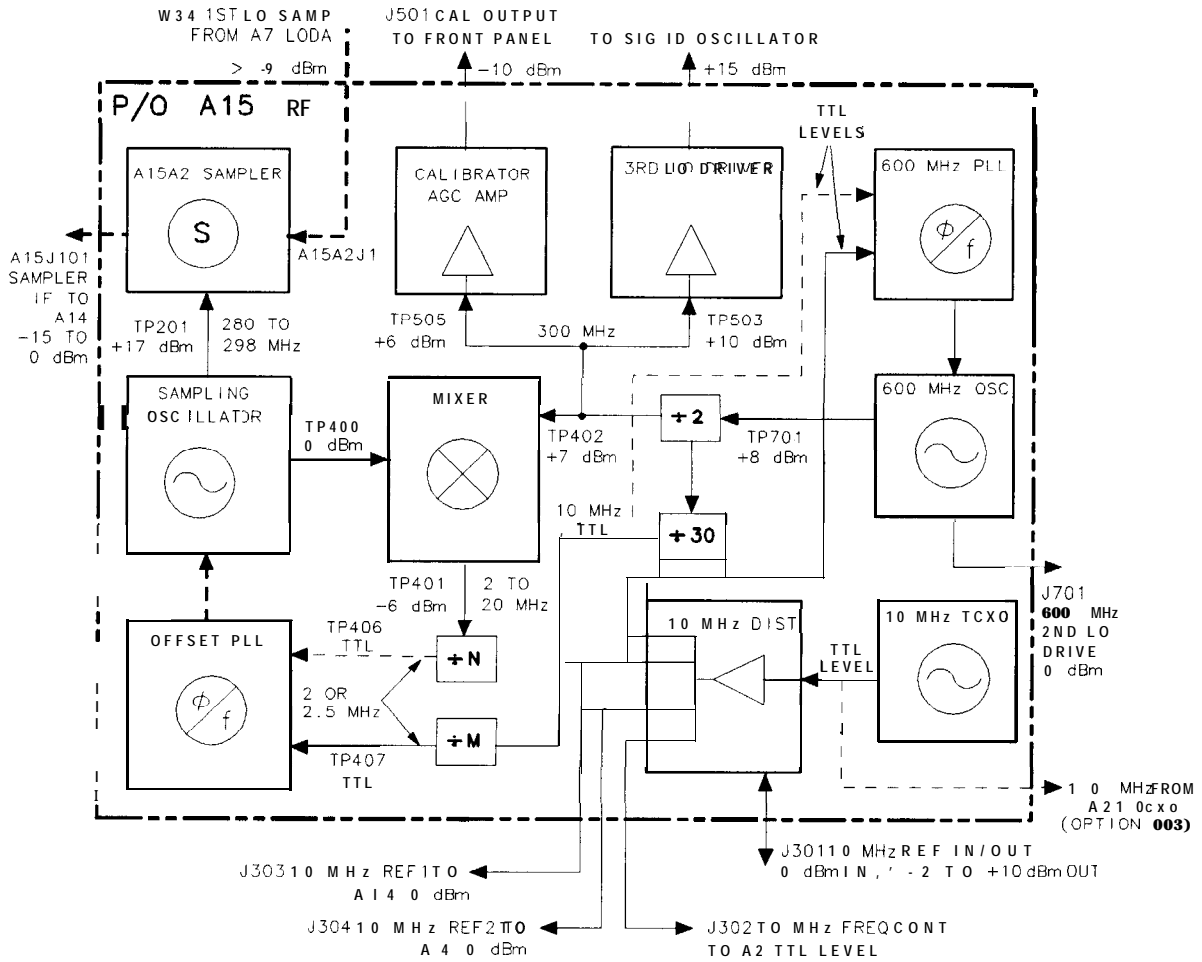 W34 1ST LO SAMP
FROM A7 LODA
> -9 dBm
J501 CAL OUTPUT
TO FRONT PANEL
-10 dBm
TO SIG ID OSCILLATOR
+15 dBm
P/O A15 RF
TTL
LEVELS
A15A2 SAMPLER
S
CALIBRATOR
AGC AMP
3RD LO DRIVER
600 MHz PLL
φ/f
A15J101
SAMPLER
IF TO
A14
-15 TO
0 dBm
A15A2J1
TP201
+17 dBm
280 TO
298 MHz
TP505
+6 dBm
300 MHz
TP503
+10 dBm
SAMPLING
OSCILLATOR
TP400
0 dBm
MIXER
TP402
+7 dBm
÷2
TP701
+8 dBm
600 MHz OSC
10 MHz
TTL
÷30
TP401
-6 dBm
2 TO
20 MHz
J701
600 MHz
2ND LO
DRIVE
0 dBm
OFFSET PLL
φ/f
TP406
TTL
÷N
2 OR
2.5 MHz
÷M
TP407
TTL
10 MHz DIST
TTL
LEVEL
10 MHz TCXO
10 MHz FROM
A21 0cxo
(OPTION 003)
J301 10 MHz REF IN/OUT
0 dBm IN, ' -2 TO +10 dBm OUT
J303 10 MHz REF 1 TO
A14 0 dBm
J304 10 MHz REF 2 TO
A4 0 dBm
J302 TO MHz FREQ CONT
TO A2 TTL LEVEL